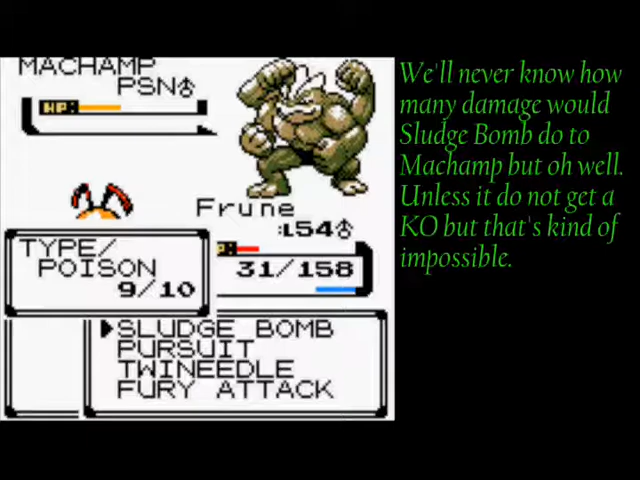 MACHAMP
PSN♂
HP:
Frune
:L54♂
31/158
TYPE/
POISON
9/10
▶SLUDGE BOMB
PURSUIT
TWINEEDLE
FURY ATTACK
We'll never know how
many damage would
Sludge Bomb do to
Machamp but oh well.
Unless it do not get a
KO but that's kind of
impossible.